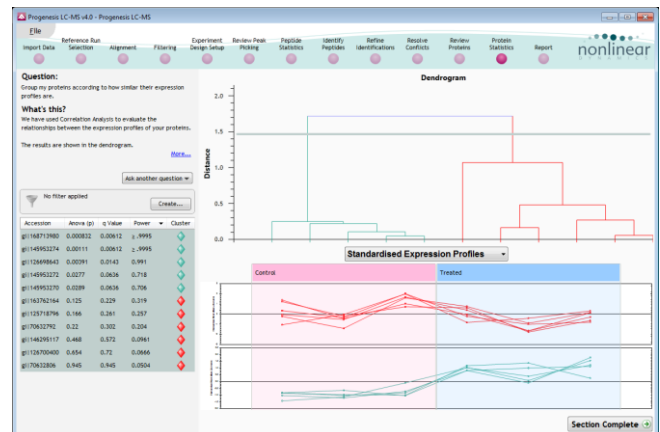 Progenesis LC-MS v4.0 - Progenesis LC-MS
File
Import Data
Reference Run
Selection
Alignment
Filtering
Experiment
Design Setup
Review Peak
Picking
Peptide
Statistics
Identify
Peptides
Refine
Identifications
Resolve
Conflicts
Review
Proteins
Protein
Statistics
Report
nonlinear
DYNAMICS
Question:
Group my proteins according to how similar their expression
profiles are.
What's this?
We have used Correlation Analysis to evaluate the
relationships between the expression profiles of your proteins.
The results are shown in the dendrogram.
More...
Ask another question
No filter
applied
Create...
Accession Anova (p) q Value Power Cluster
gi|168713980 0.000832 0.00612 ≥ .9995
gi|145953274 0.00111 0.00612 ≥ .9995
gi|126698643 0.00391 0.0143 0.991
gi|145953272 0.0277 0.0636 0.718
gi|145953270 0.0289 0.0636 0.706
gi|163762164 0.125 0.229 0.319
gi|125718796 0.166 0.261 0.257
gi|70632792 0.22 0.302 0.204
gi|146295117 0.468 0.572 0.0961
gi|126700400 0.654 0.72 0.0666
gi|70632806 0.945 0.945 0.0504
Dendrogram
Distance
2.0
1.5
1.0
0.5
0.0
Standardised Expression Profiles
Control
Treated
Section Complete